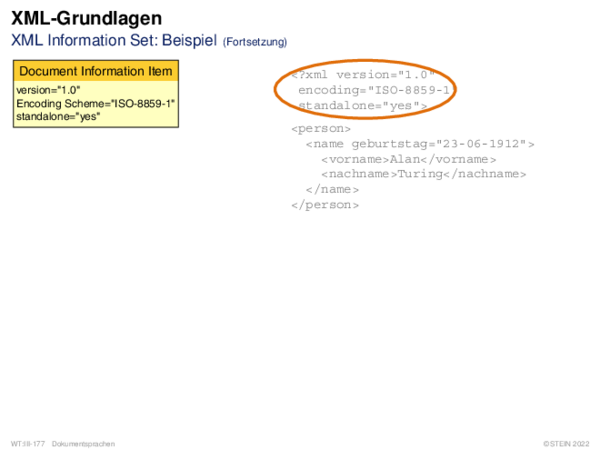 XML-Grundlagen
XML Information Set: Beispiel (Fortsetzung)
Document Information Item
version="1.0"
Encoding Scheme="ISO-8859-1"
standalone="yes"
<?xml version="1.0"
encoding="ISO-8859-1"
standalone="yes">
<person>
<name geburtstag="23-06-1912">
<vorname>Alan</vorname>
<nachname>Turing</nachname>
</name>
</person>
WT:III-177 Dokumentsprachen
©STEIN 2022